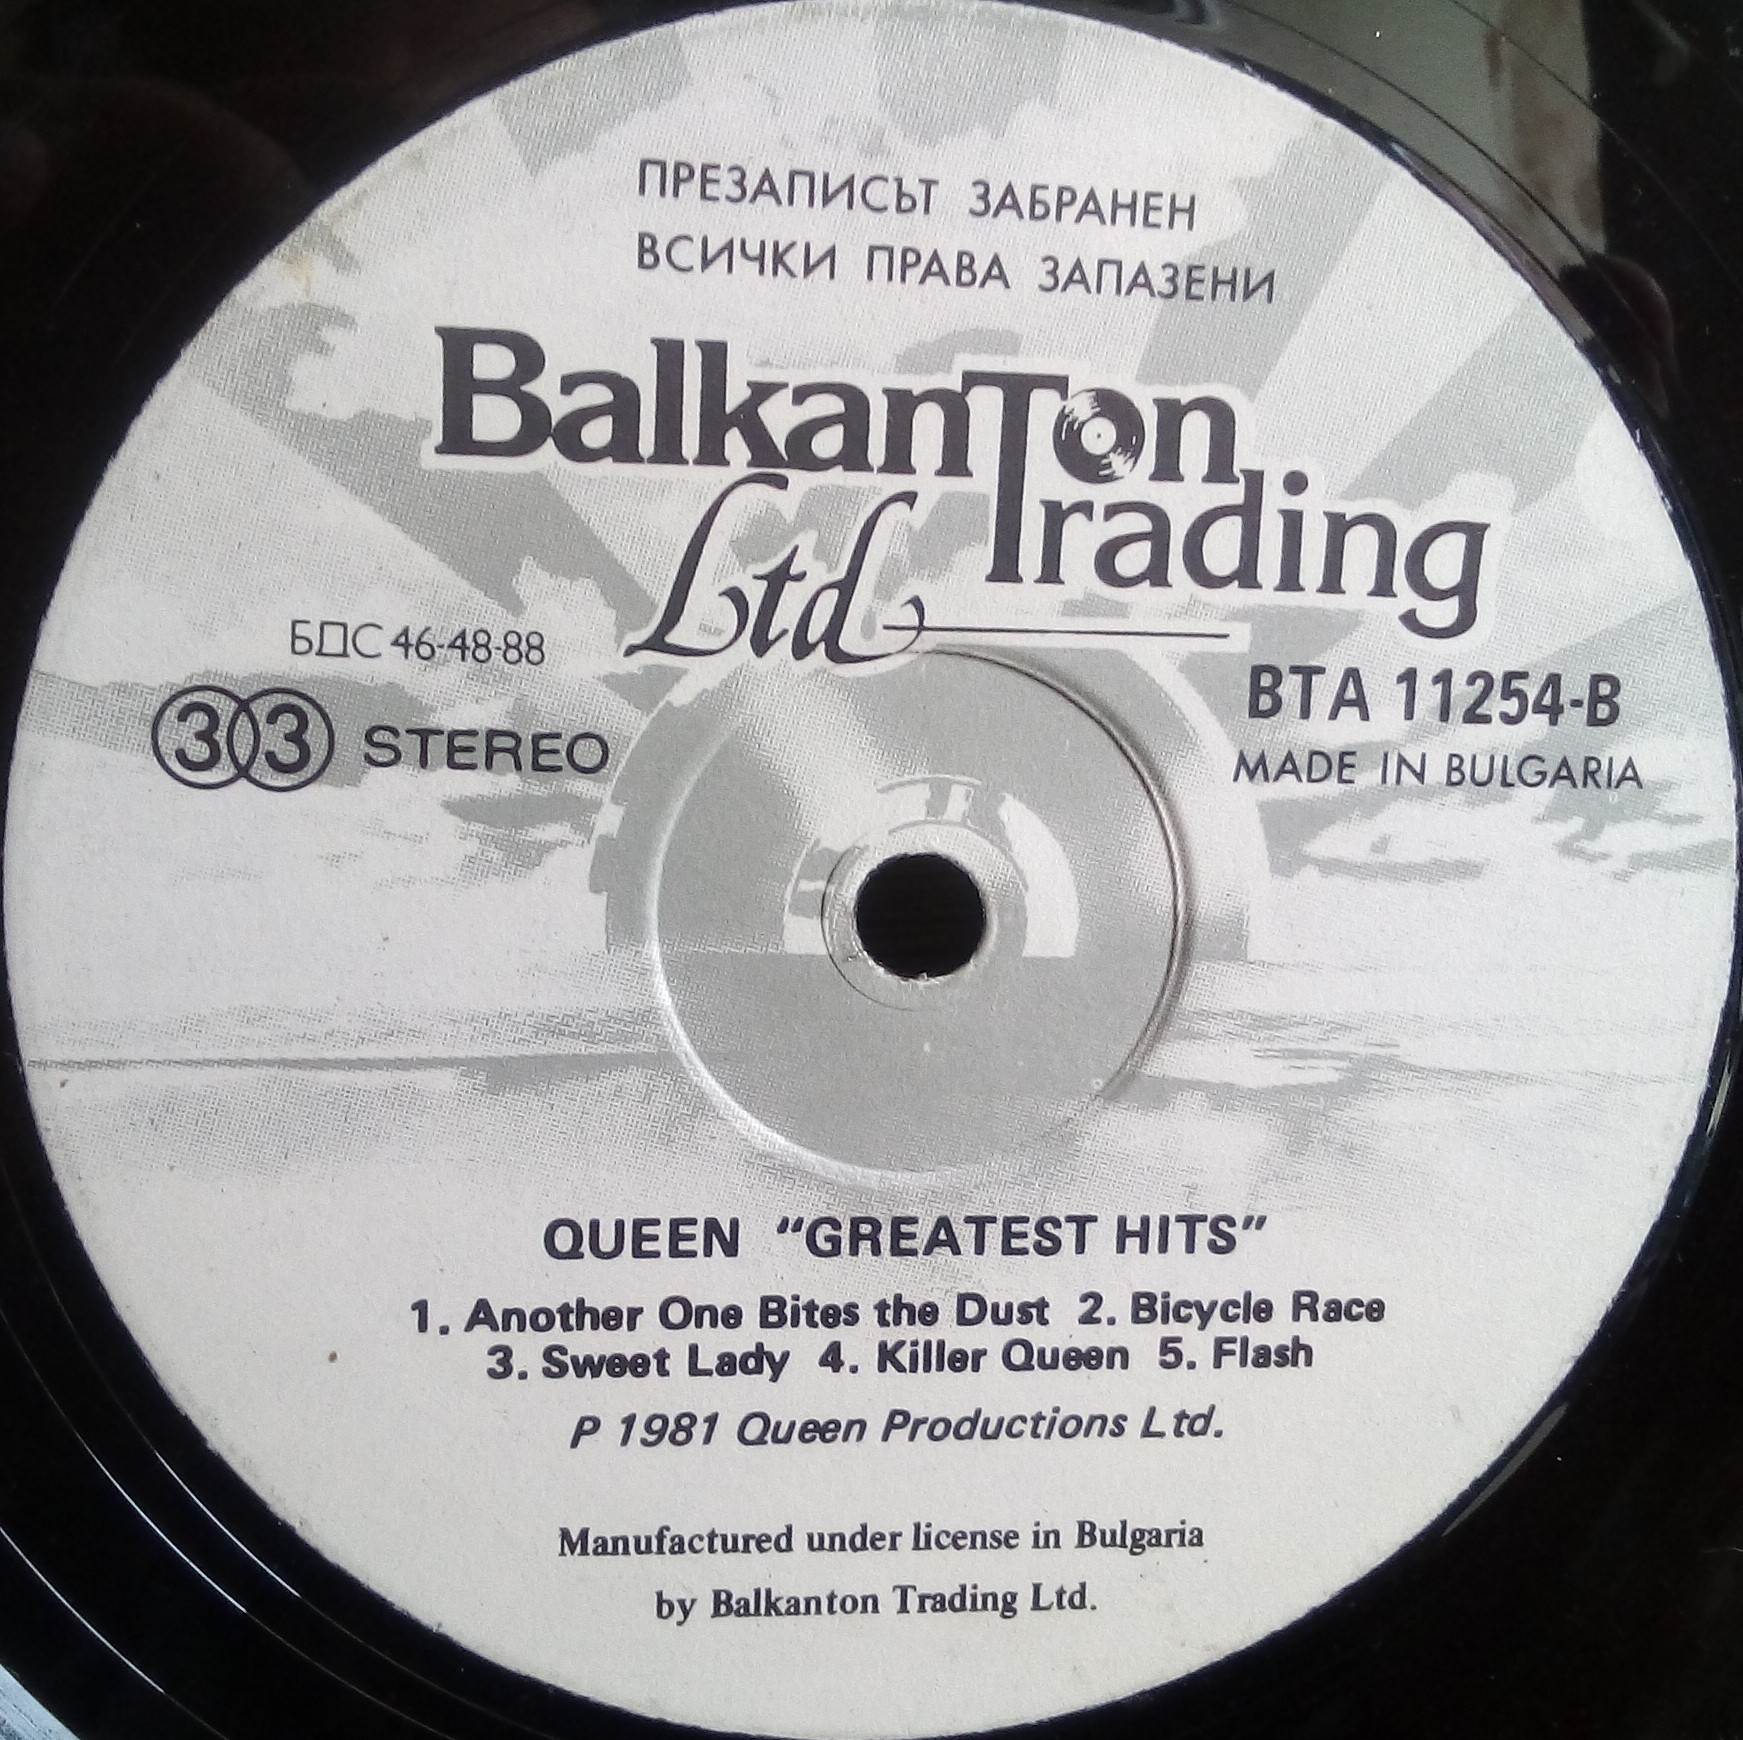 ПРЕЗАПИСЪТ ЗАБРАНЕН
ВСИЧКИ ПРАВА ЗАПАЗЕНИ
BalkanTon
Trading
Ltd
БДС 46-48-88
33 STEREO
ВТА 11254-В
MADE IN BULGARIA
QUEEN "GREATEST HITS"
1. Another One Bites the Dust 2. Bicycle Race
3. Sweet Lady 4. Killer Queen 5. Flash
P 1981 Queen Productions Ltd.
Manufactured under license in Bulgaria
by Balkanton Trading Ltd.